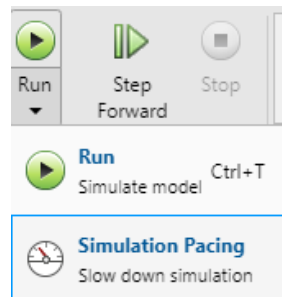 Run
Step
Forward
Stop
Run
Simulate model
Ctrl+T
Simulation Pacing
Slow down simulation